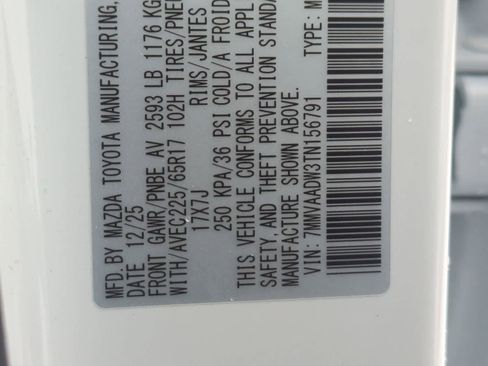 MFD. BY MAZDA TOYOTA MANUFACTURING,
DATE 12/25
FRONT GAWR/PNBE AV 2593 LB 1176 KG
WITH/AVEC225/65R17 102H TIRES/PNEU
17X7J RIMS/JANTES
250 KPA/36 PSI COLD/A FROID
THIS VEHICLE CONFORMS TO ALL APPL
SAFETY, AND THEFT PREVENTION STANDA
MANUFACTURE SHOWN ABOVE.
VIN: 7MMVAADW3TN156791 TYPE: M